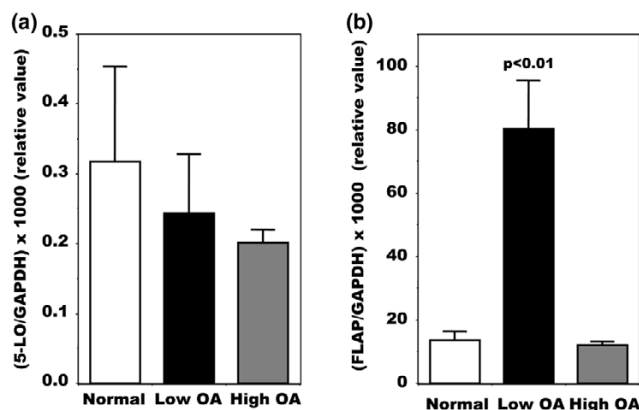 (a)
(5-LO/GAPDH) x 1000 (relative value)
0.5
0.4
0.3
0.2
0.1
0.0
Normal Low OA High OA
(b)
(FLAP/GAPDH) x 1000 (relative value)
100
80
60
40
20
0
p<0.01
Normal Low OA High OA